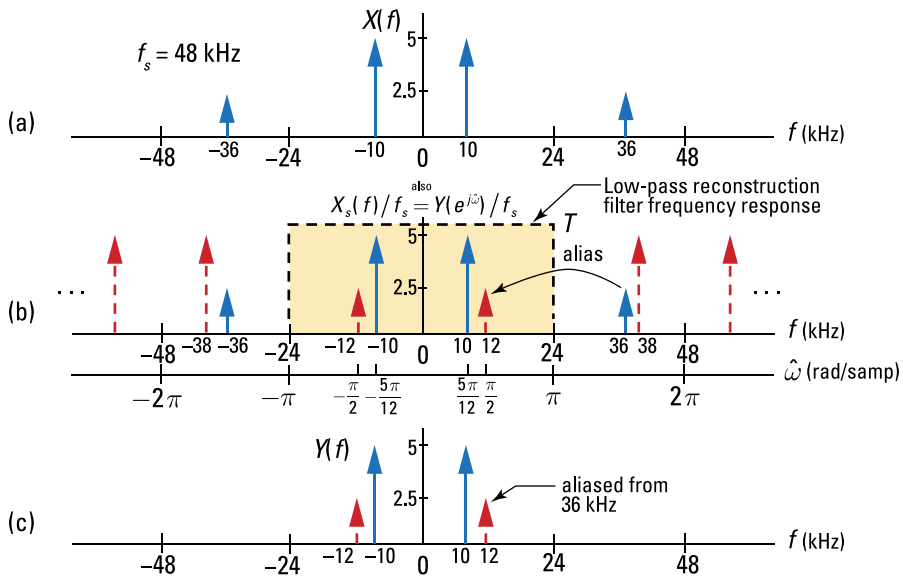 X(f)
f_s = 48 kHz
5
2.5
(a)
−48 −36 −24 −10 0 10 24 36 48
f (kHz)
also
X_s(f)/f_s = Y(e^{jω̂})/f_s
Low-pass reconstruction
filter frequency response
T
5
alias
2.5
... ...
(b)
−48 −38 −36 −24 −12 −10 0 10 12 24 36 38 48
f (kHz)
−2π −π −π/2 −5π/12 5π/12 π/2 π 2π
ω̂ (rad/samp)
Y(f)
5
2.5
aliased from
36 kHz
(c)
−48 −24 −12 −10 0 10 12 24 48
f (kHz)